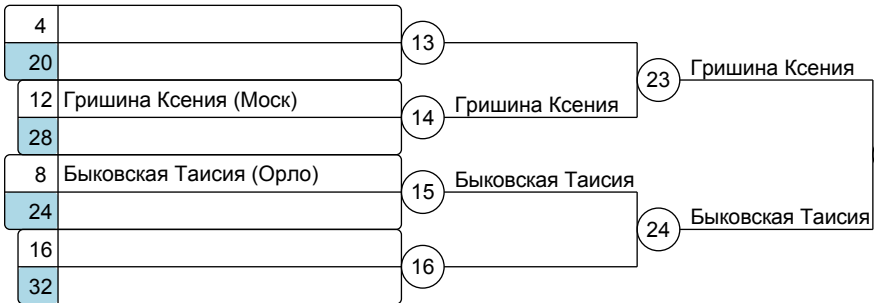 4
13
20
23 Гришина Ксения
12 Гришина Ксения (Моск)
14 Гришина Ксения
28
8 Быковская Таисия (Орло)
15 Быковская Таисия
24
24 Быковская Таисия
16
16
32